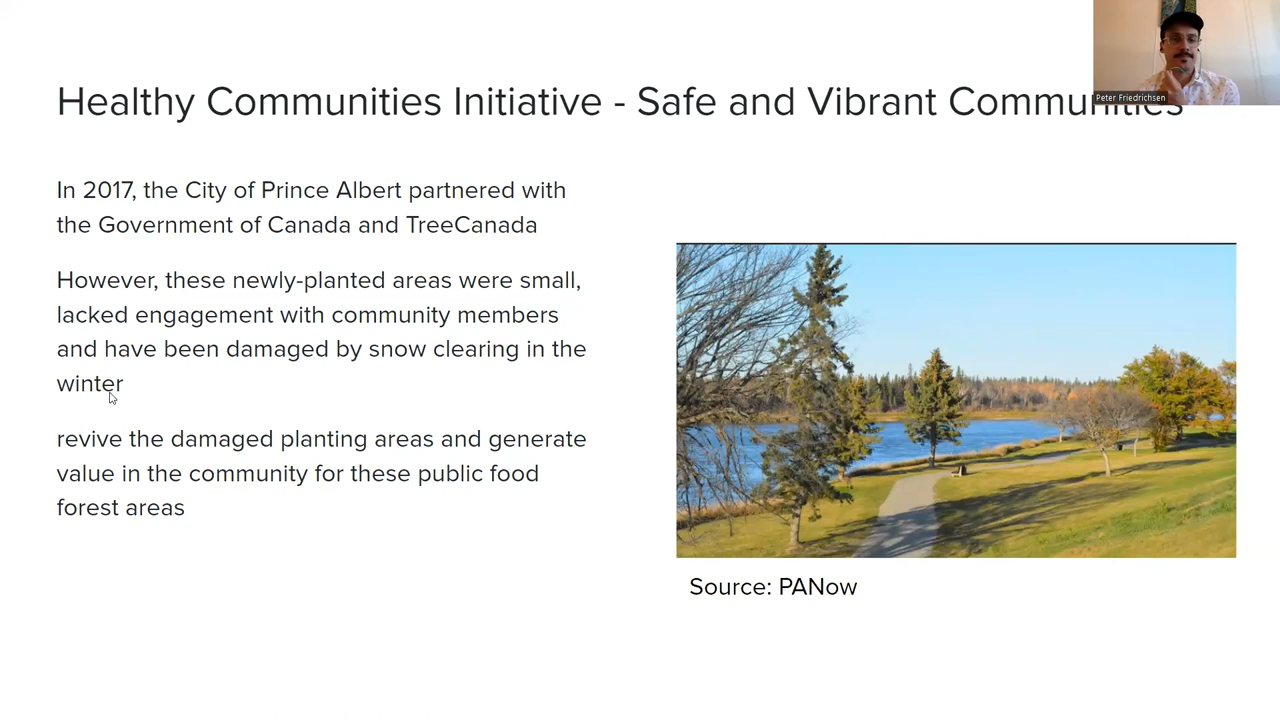 Peter Friedrichsen
Healthy Communities Initiative - Safe and Vibrant Communities
In 2017, the City of Prince Albert partnered with
the Government of Canada and TreeCanada
However, these newly-planted areas were small,
lacked engagement with community members
and have been damaged by snow clearing in the
winter
revive the damaged planting areas and generate
value in the community for these public food
forest areas
Source: PANow